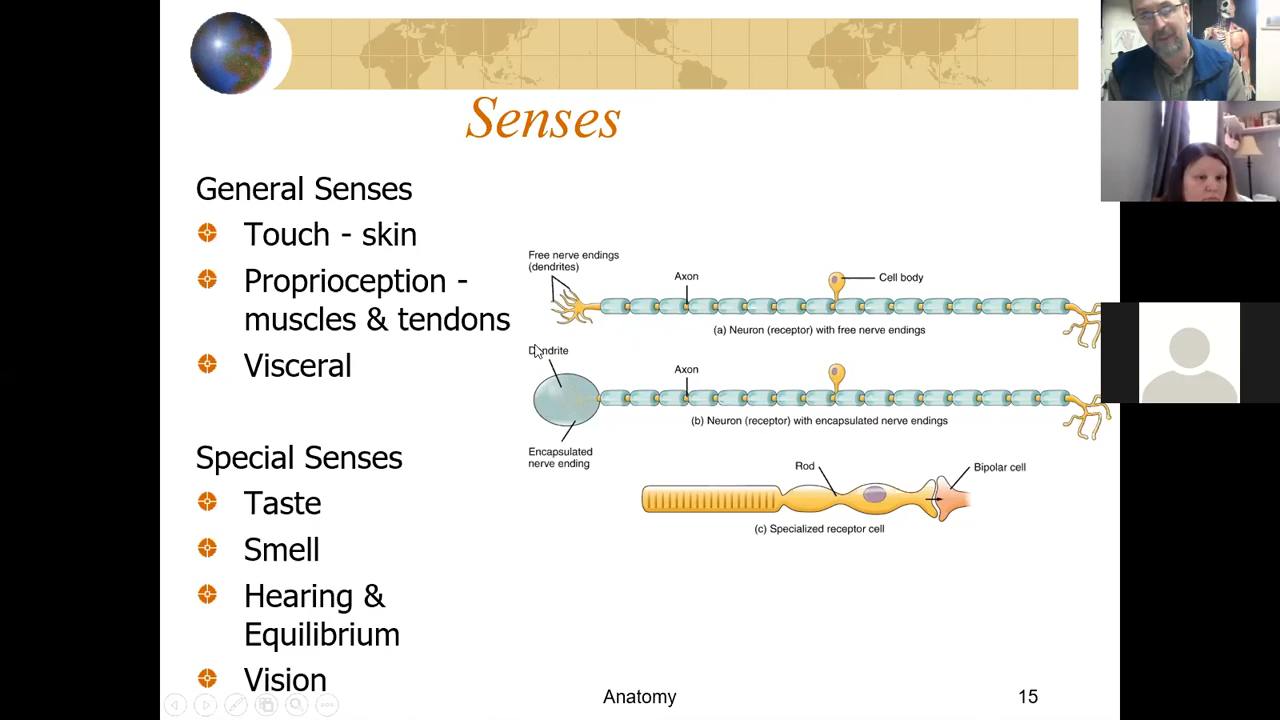 Senses
General Senses
Touch - skin
Proprioception -
muscles & tendons
Visceral
Special Senses
Taste
Smell
Hearing &
Equilibrium
Vision
Free nerve endings
(dendrites)
Axon
Cell body
(a) Neuron (receptor) with free nerve endings
Dendrite
Axon
(b) Neuron (receptor) with encapsulated nerve endings
Encapsulated
nerve ending
Rod
Bipolar cell
(c) Specialized receptor cell
Anatomy
15